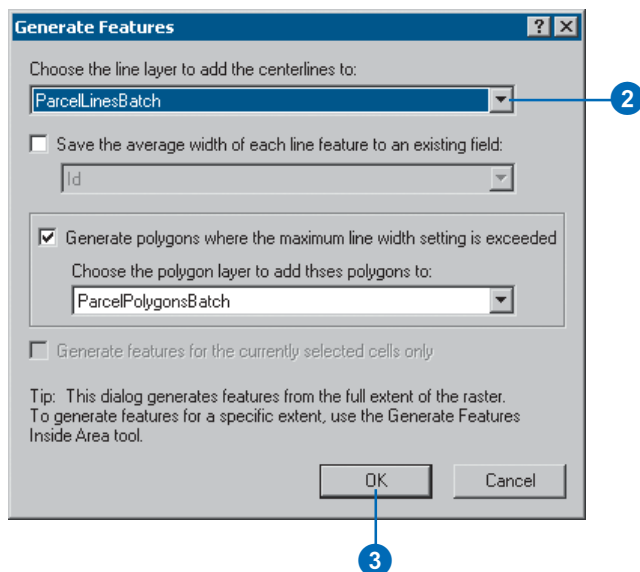 Generate Features
Choose the line layer to add the centerlines to:
ParcelLinesBatch
2
Save the average width of each line feature to an existing field:
Id
Generate polygons where the maximum line width setting is exceeded
Choose the polygon layer to add thses polygons to:
ParcelPolygonsBatch
Generate features for the currently selected cells only
Tip: This dialog generates features from the full extent of the raster.
To generate features for a specific extent, use the Generate Features
Inside Area tool.
OK
Cancel
3